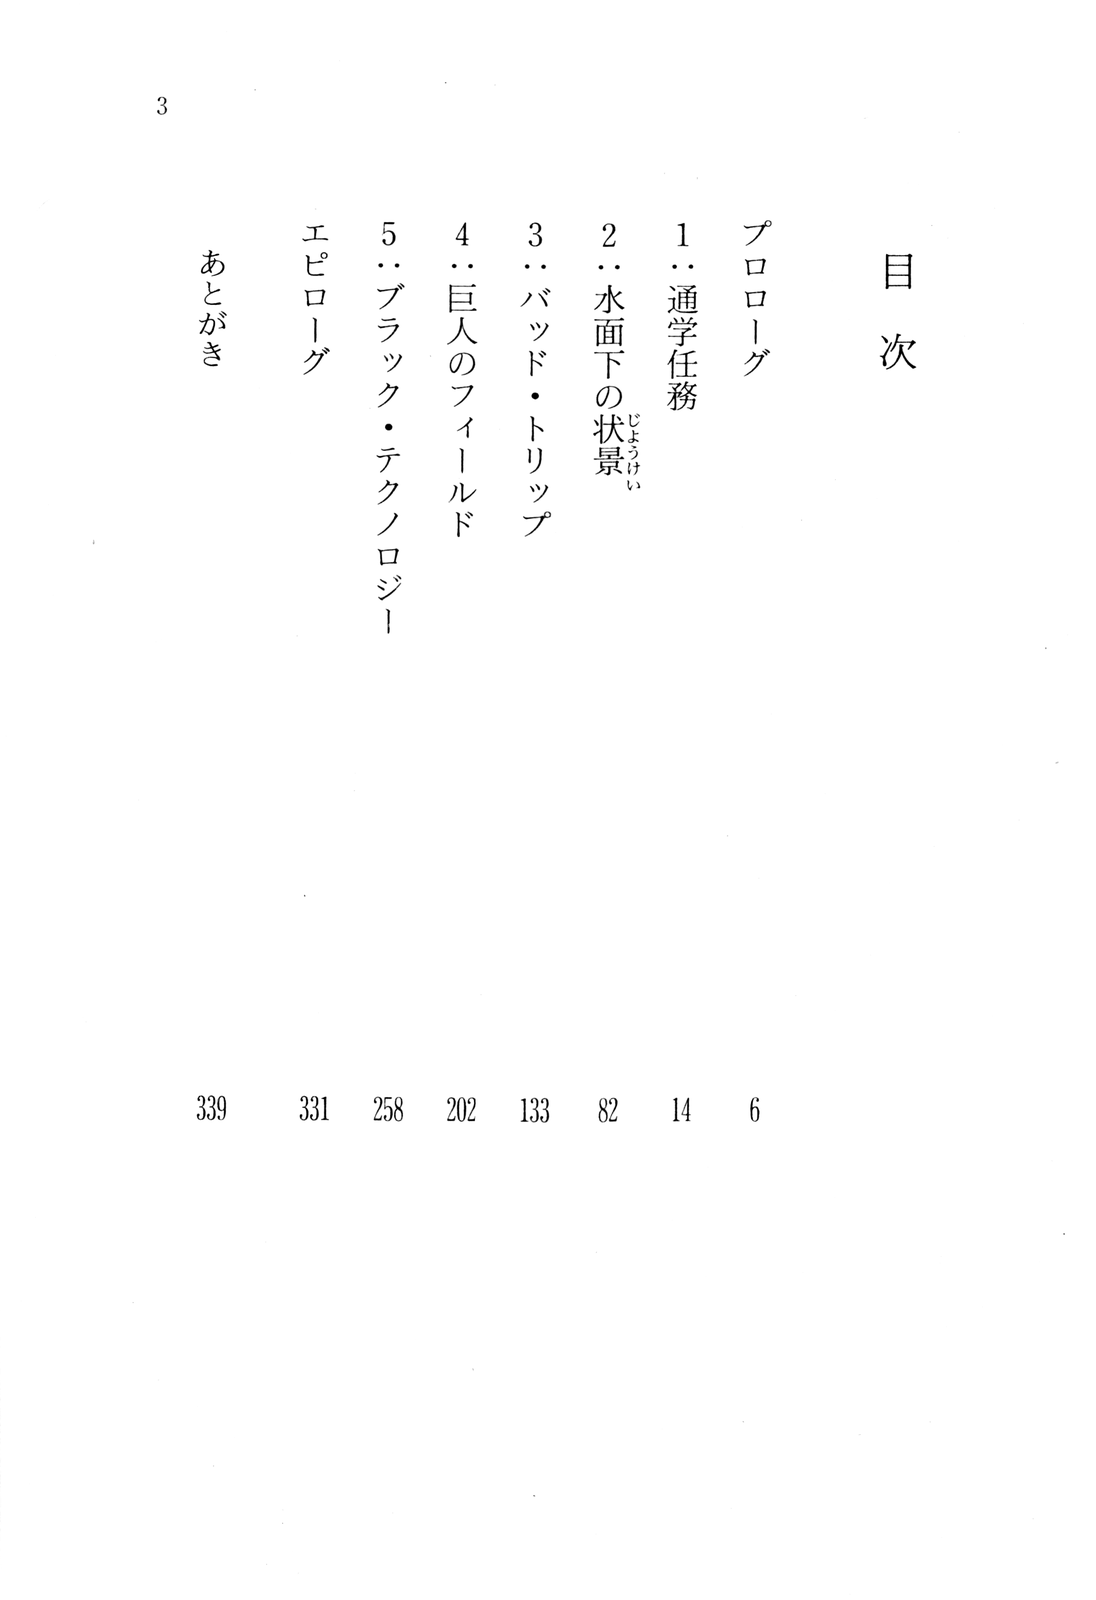 3
目次
プロローグ 6
1：通学任務 14
2：水面下の状景 82
じょうけい
3：バッド・トリップ 133
4：巨人のフィールド 202
5：ブラック・テクノロジー 258
エピローグ 331
あとがき 339